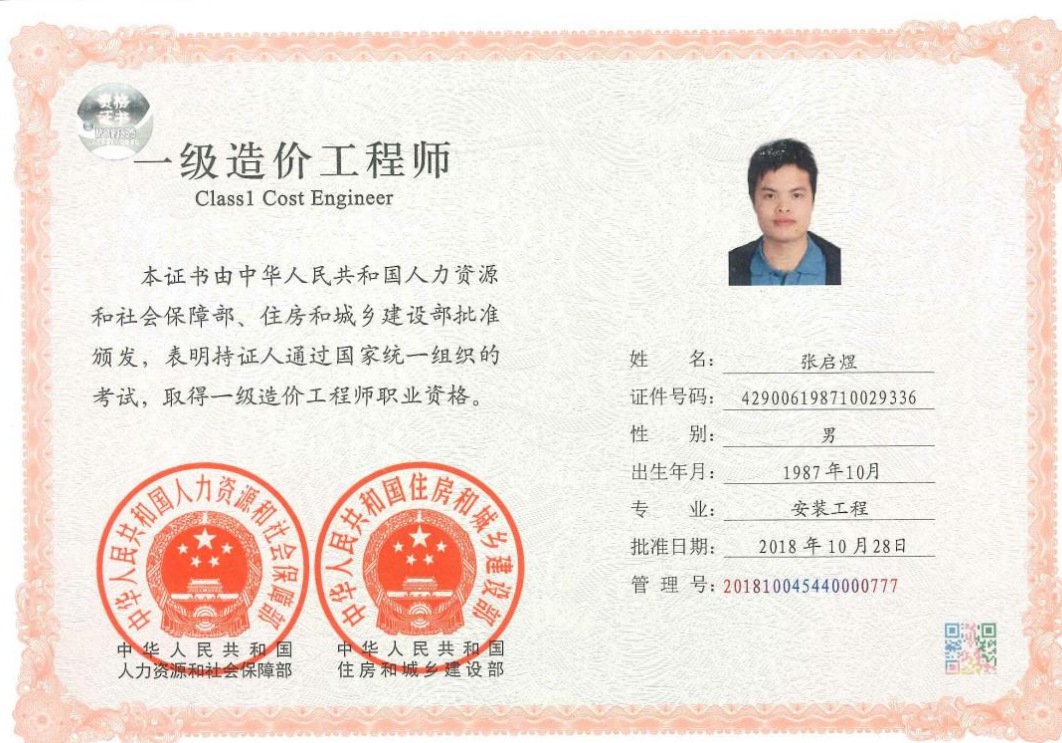 资格
证书
一级造价工程师
Class1 Cost Engineer
本证书由中华人民共和国人力资源
和社会保障部、住房和城乡建设部批准
颁发，表明持证人通过国家统一组织的
考试，取得一级造价工程师职业资格。
中华人民共和国人力资源和社会保障部
中华人民共和国住房和城乡建设部
中华人民共和国
人力资源和社会保障部
中华人民共和国
住房和城乡建设部
姓名：张启煜
证件号码：429006198710029336
性别：男
出生年月：1987年10月
专业：安装工程
批准日期：2018年10月28日
管理号：201810045440000777